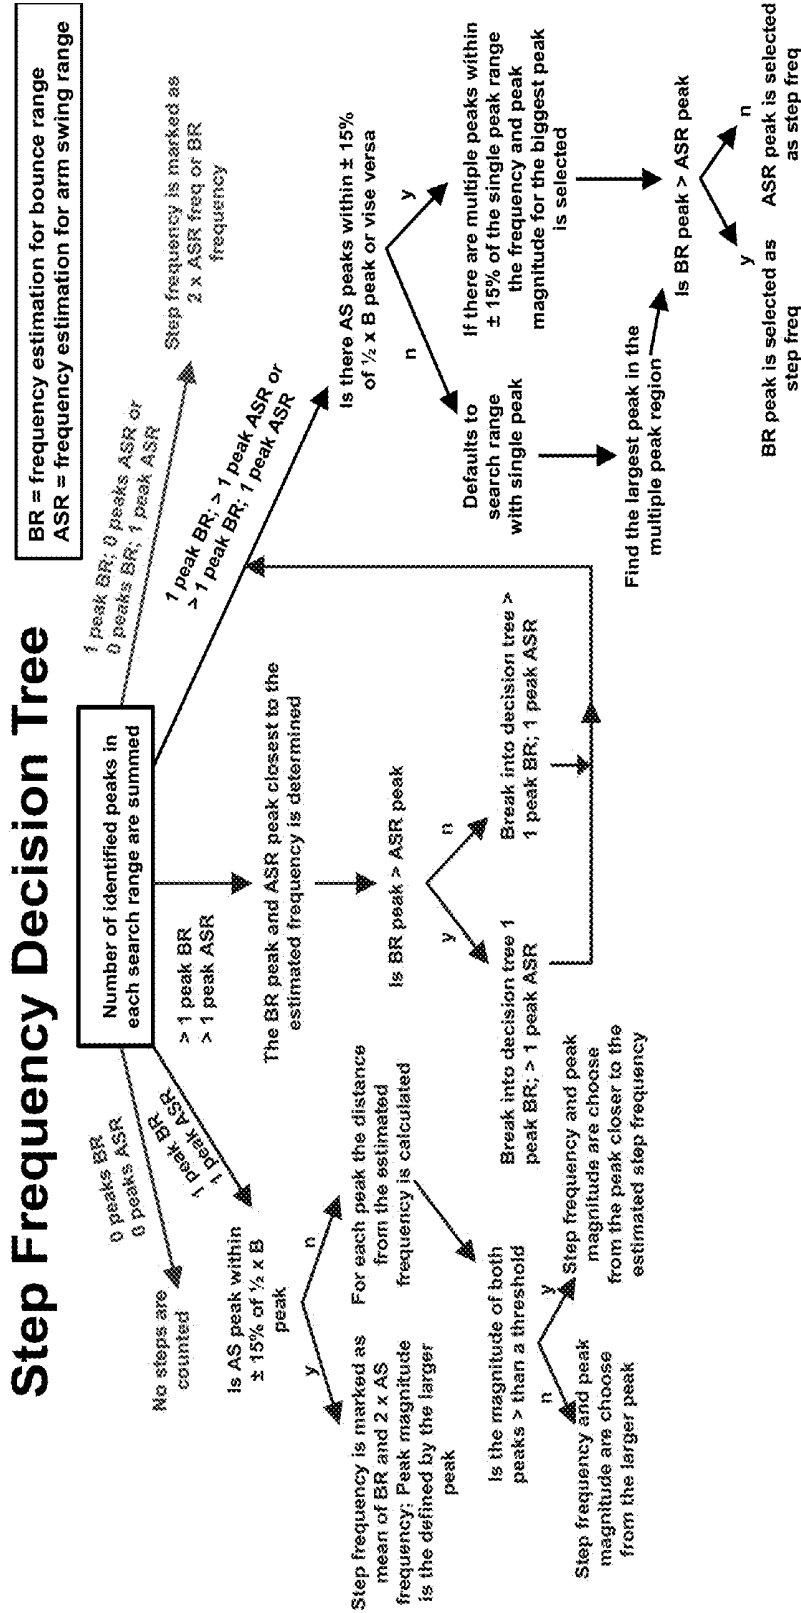 Step Frequency Decision Tree
BR = frequency estimation for bounce range
ASR = frequency estimation for arm swing range
Number of identified peaks in
each search range are summed
0 peaks BR
0 peaks ASR
No steps are
counted
1 peak BR
1 peak ASR
Is AS peak within
± 15% of ½ x B
peak
y
n
Step frequency is marked as
mean of BR and 2 x AS
frequency; Peak magnitude
is the defined by the larger
peak
For each peak the distance
from the estimated
frequency is calculated
Is the magnitude of both
peaks > than a threshold
n
y
Step frequency and peak
magnitude are choose
from the larger peak
Step frequency and peak
magnitude are choose
from the peak closer to the
estimated step frequency
> 1 peak BR
> 1 peak ASR
The BR peak and ASR peak closest to the
estimated frequency is determined
Is BR peak > ASR peak
y
n
Break into decision tree 1
peak BR; > 1 peak ASR
Break into decision tree >
1 peak BR; 1 peak ASR
1 peak BR; > 1 peak ASR or
> 1 peak BR; 1 peak ASR
Is there AS peaks within ± 15%
of ½ x B peak or vise versa
n
y
Defaults to
search range
with single peak
If there are multiple peaks within
± 15% of the single peak range
the frequency and peak
magnitude for the biggest peak
is selected
Find the largest peak in the
multiple peak region
Is BR peak > ASR peak
y
n
BR peak is selected as
step freq
ASR peak is selected
as step freq
1 peak BR; 0 peaks ASR or
0 peaks BR; 1 peak ASR
Step frequency is marked as
2 x ASR freq or BR
frequency